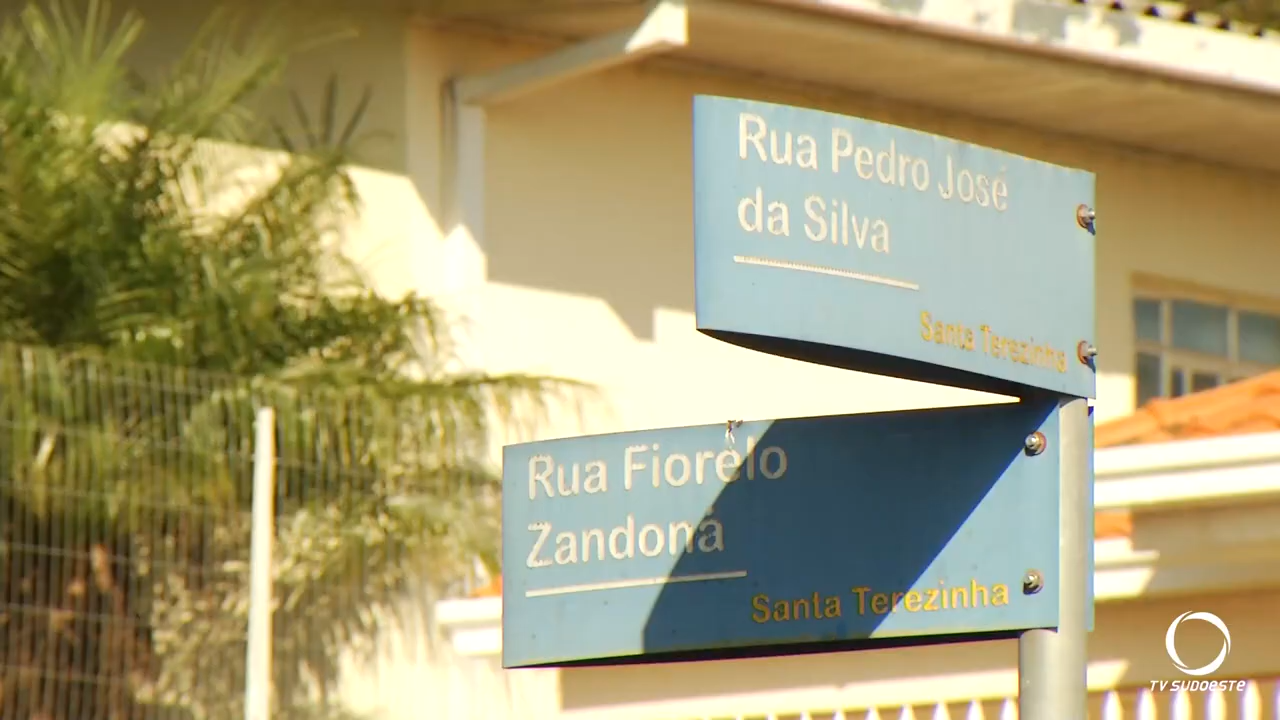 Rua Pedro José
da Silva
Santa Terezinha
Rua Fiorelo
Zandoná
Santa Terezinha
TV SUDOESTE